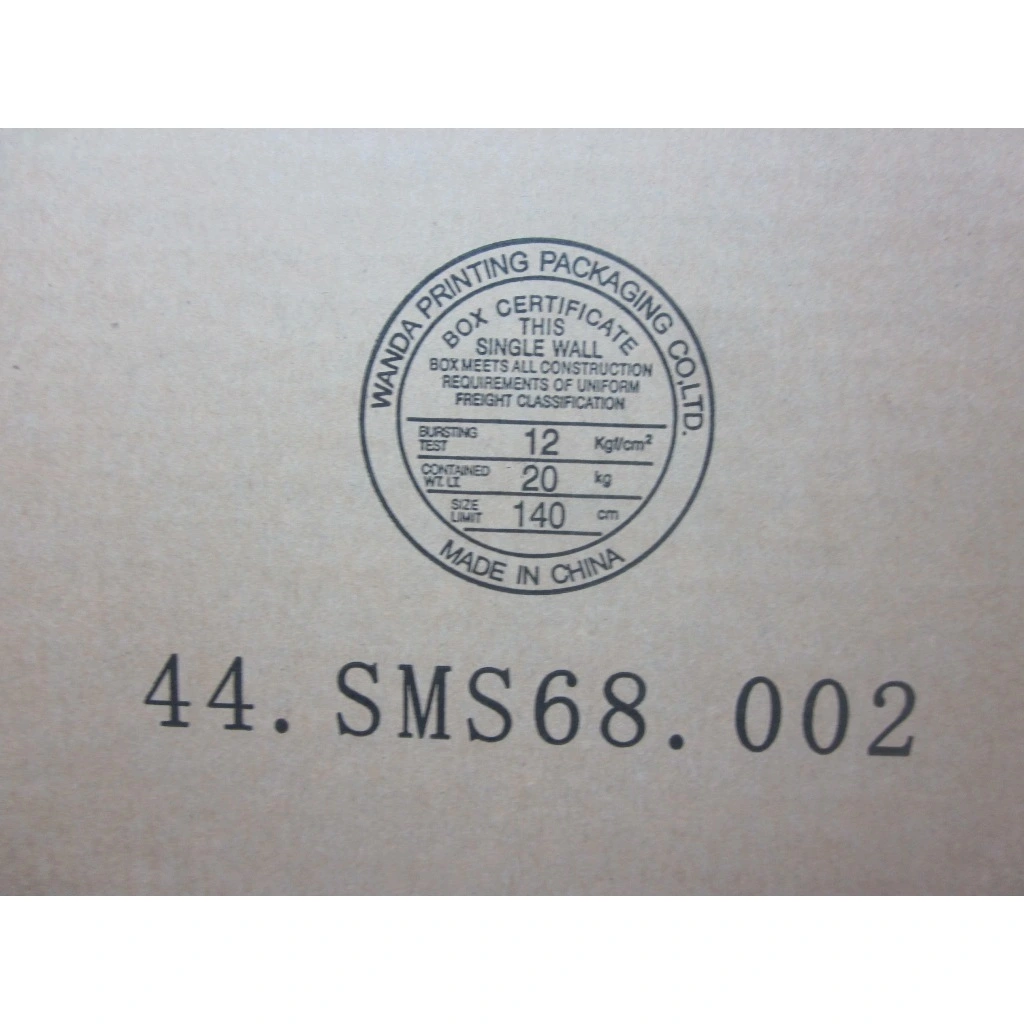 WANDA PRINTING PACKAGING CO,LTD.
BOX CERTIFICATE
THIS
SINGLE WALL
BOX MEETS ALL CONSTRUCTION
REQUIREMENTS OF UNIFORM
FREIGHT CLASSIFICATION
BURSTING TEST 12 Kgf/cm²
CONTAINED WT. LT. 20 kg
SIZE LIMIT 140 cm
MADE IN CHINA
44.SMS68.002